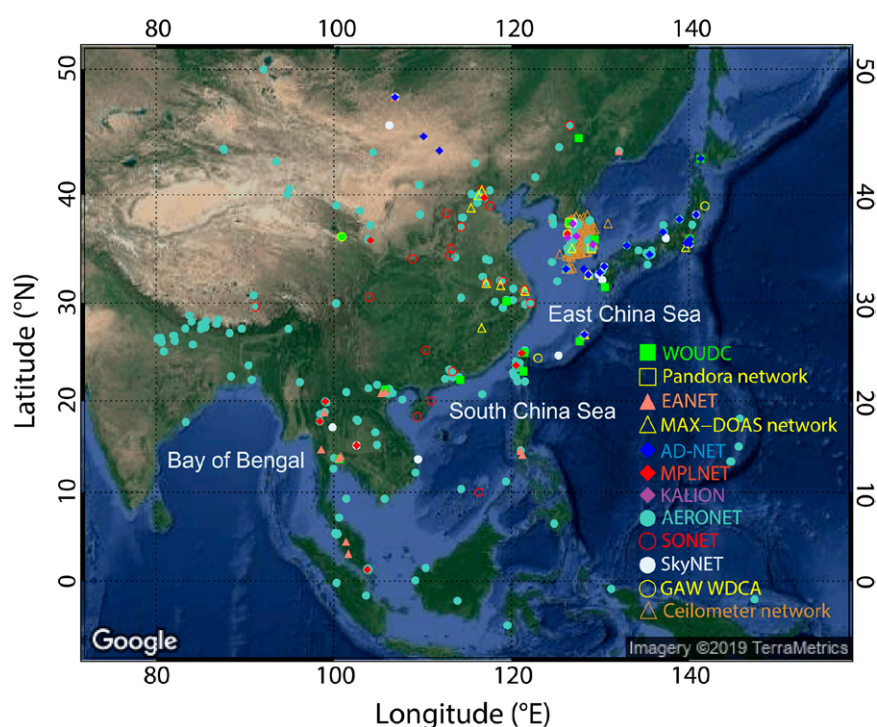 80 100 120 140
50 50
40 40
30 30
East China Sea
WOUDC
Pandora network
20 20
South China Sea
EANET
MAX−DOAS network
Bay of Bengal
AD-NET
MPLNET
10 10
KALION
AERONET
SONET
SkyNET
0 0
GAW WDCA
Ceilometer network
Google
Imagery ©2019 TerraMetrics
80 100 120 140
Longitude (°E)
Latitude (°N)